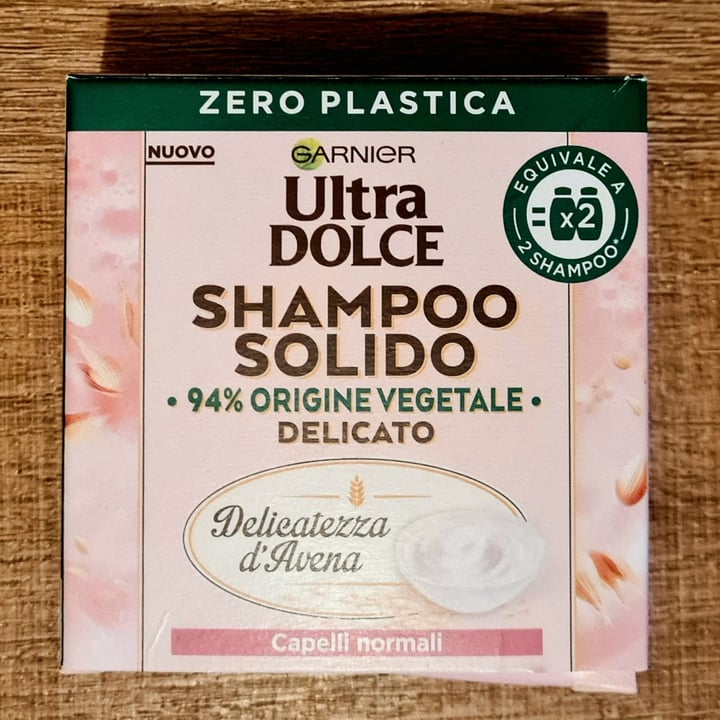 ZERO PLASTICA
NUOVO
GARNIER
Ultra
DOLCE
EQUIVALE A
= x2
2 SHAMPOO*
SHAMPOO
SOLIDO
• 94% ORIGINE VEGETALE •
DELICATO
Delicatezza
d'Avena
Capelli normali